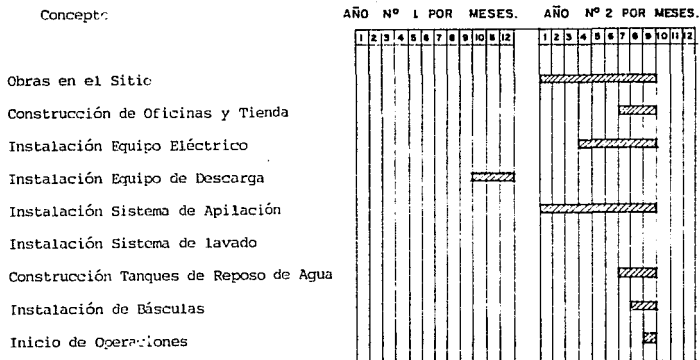 Concepto AÑO Nº 1 POR MESES. AÑO Nº 2 POR MESES.
1 2 3 4 5 6 7 8 9 10 11 12 1 2 3 4 5 6 7 8 9 10 11 12
Obras en el Sitio
Construcción de Oficinas y Tienda
Instalación Equipo Eléctrico
Instalación Equipo de Descarga
Instalación Sistema de Apilación
Instalación Sistema de lavado
Construcción Tanques de Reposo de Agua
Instalación de Básculas
Inicio de Operaciones